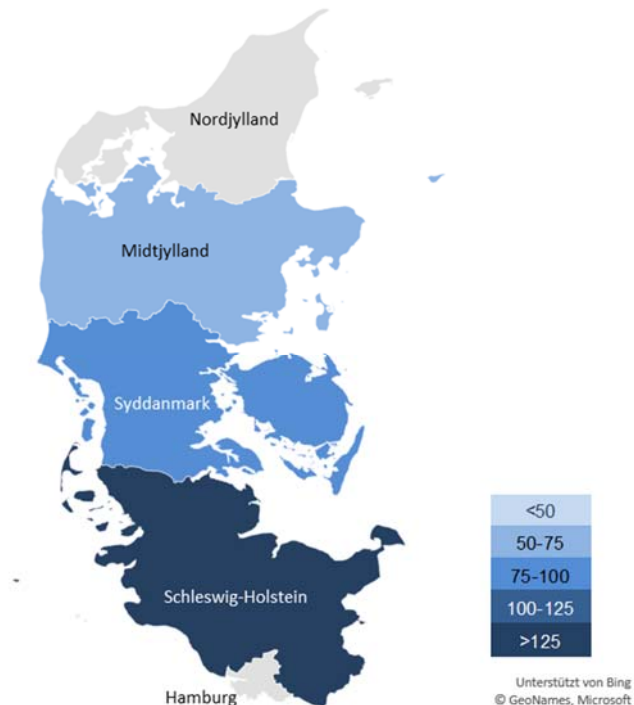 Nordjylland
Midtjylland
Syddanmark
Schleswig-Holstein
Hamburg
<50
50-75
75-100
100-125
>125
Unterstützt von Bing
© GeoNames, Microsoft